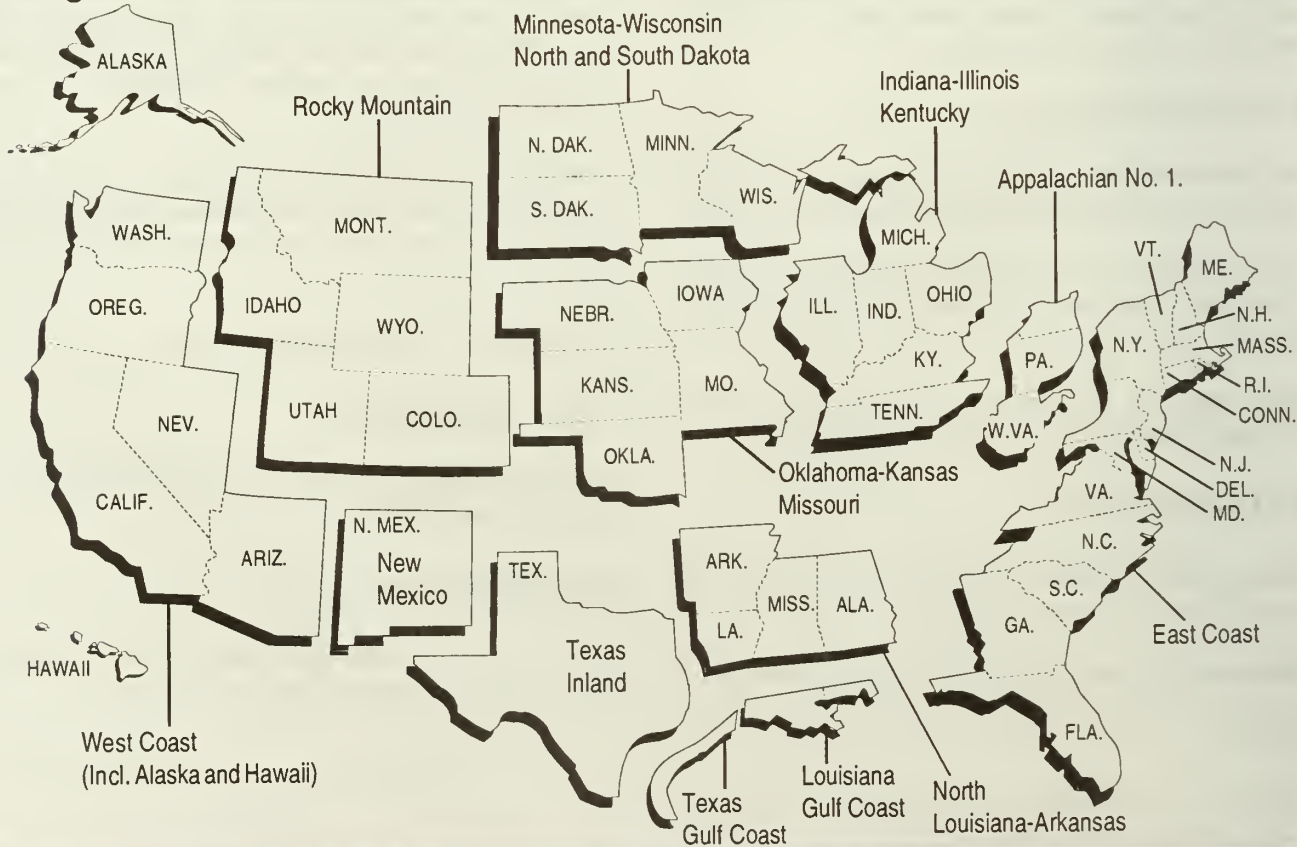 ALASKA
Minnesota-Wisconsin
North and South Dakota
Indiana-Illinois
Kentucky
Rocky Mountain
Appalachian No. 1.
WASH.
OREG.
MONT.
IDAHO
WYO.
UTAH
COLO.
N. DAK.
S. DAK.
MINN.
WIS.
MICH.
NEBR.
IOWA
KANS.
MO.
OKLA.
ILL.
IND.
OHIO
KY.
TENN.
PA.
W.VA.
VT.
ME.
N.H.
N.Y.
MASS.
R.I.
CONN.
N.J.
DEL.
MD.
VA.
N.C.
S.C.
GA.
FLA.
East Coast
NEV.
CALIF.
ARIZ.
N. MEX.
New
Mexico
TEX.
Texas
Inland
Oklahoma-Kansas
Missouri
ARK.
LA.
MISS.
ALA.
HAWAII
West Coast
(Incl. Alaska and Hawaii)
Texas
Gulf Coast
Louisiana
Gulf Coast
North
Louisiana-Arkansas